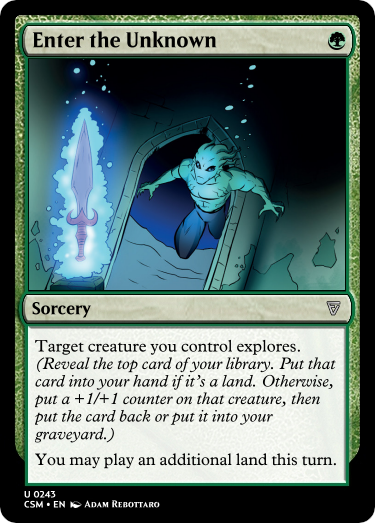 Enter the Unknown
Sorcery
Target creature you control explores.
(Reveal the top card of your library. Put that
card into your hand if it's a land. Otherwise,
put a +1/+1 counter on that creature, then
put the card back or put it into your
graveyard.)
You may play an additional land this turn.
U 0243
CSM • EN Adam Rebottaro